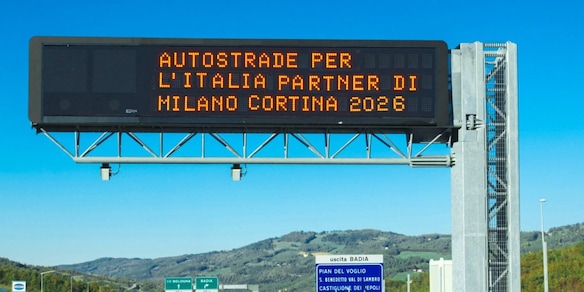 AUTOSTRADE PER
L'ITALIA PARTNER DI
MILANO CORTINA 2026
uscita BADIA
PIAN DEL VOGLIO
S. BENEDETTO VAL DI SAMBRO
CASTIGLIONE DEI PEPOLI
BOLOGNA
BADIA